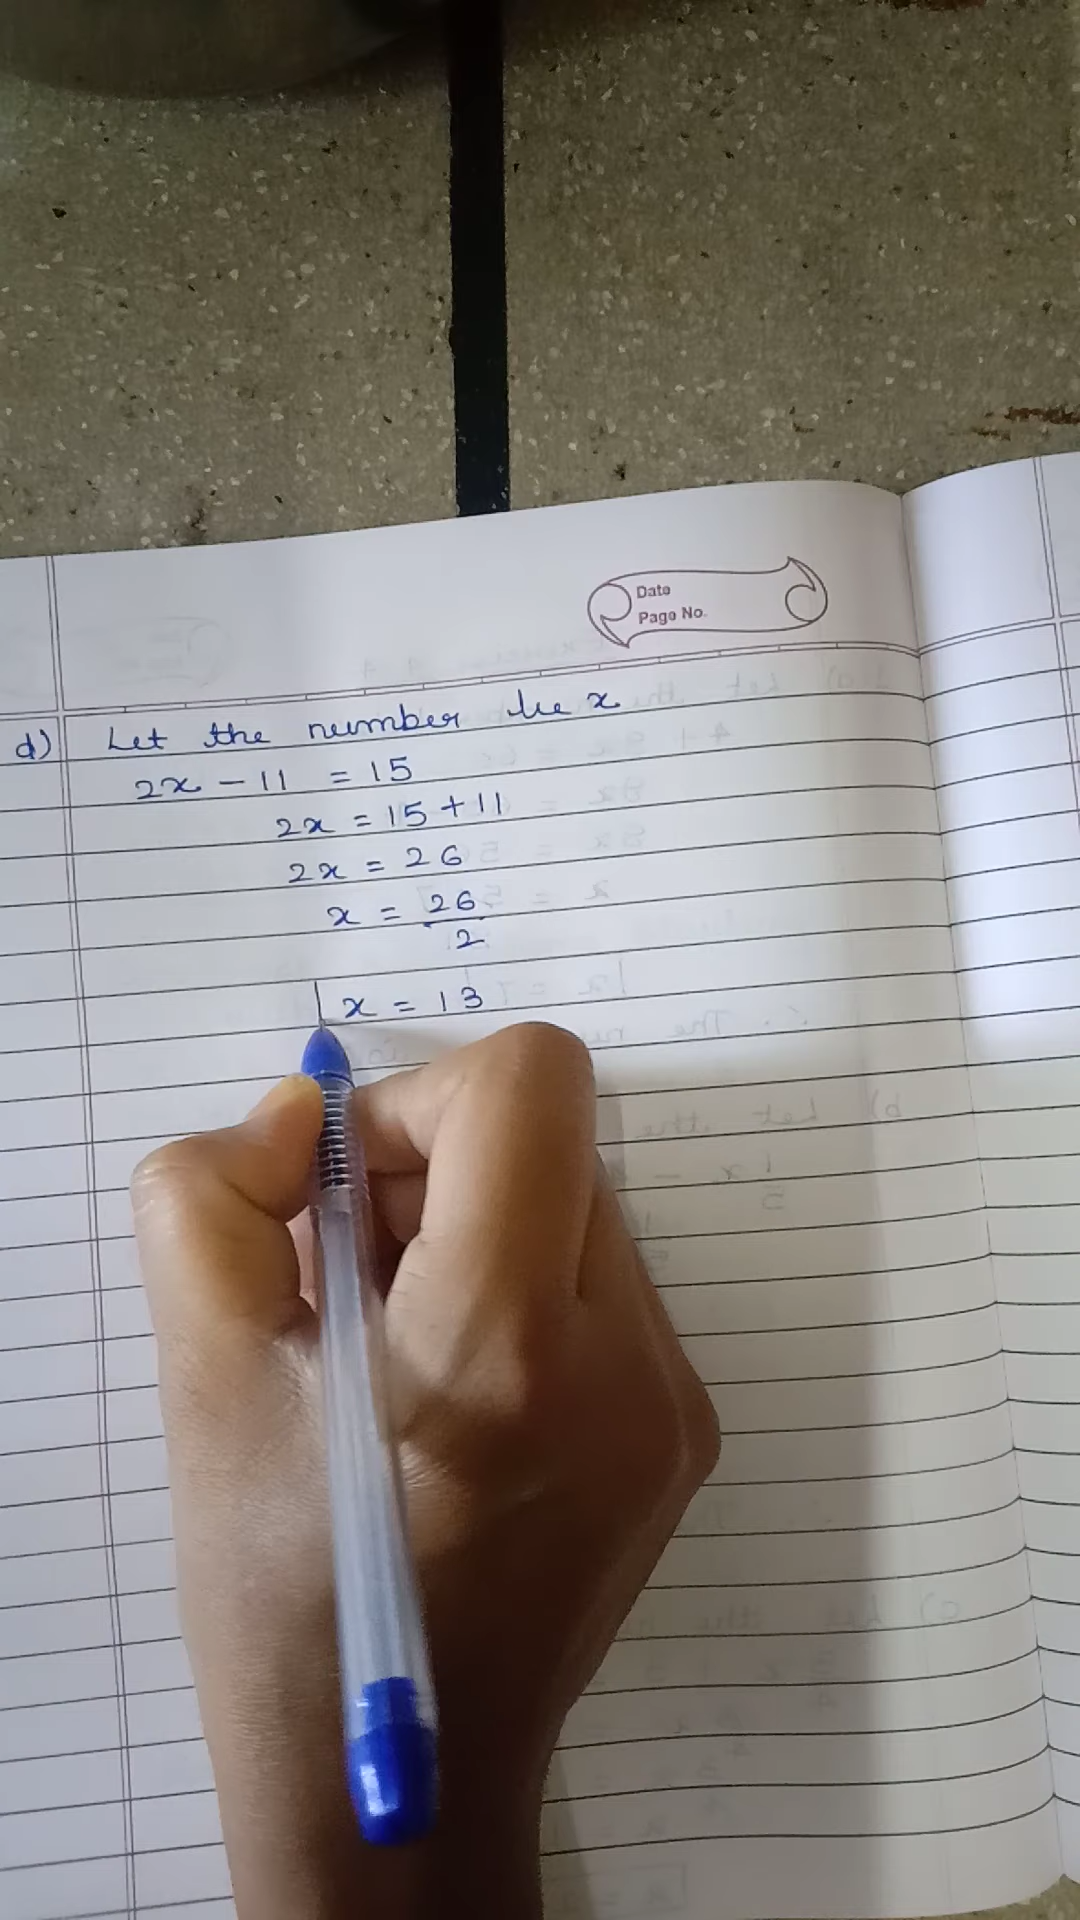 Date
Page No.
d) Let the number be x
2x - 11 = 15
2x = 15 + 11
2x = 26
x = 26/2
x = 13